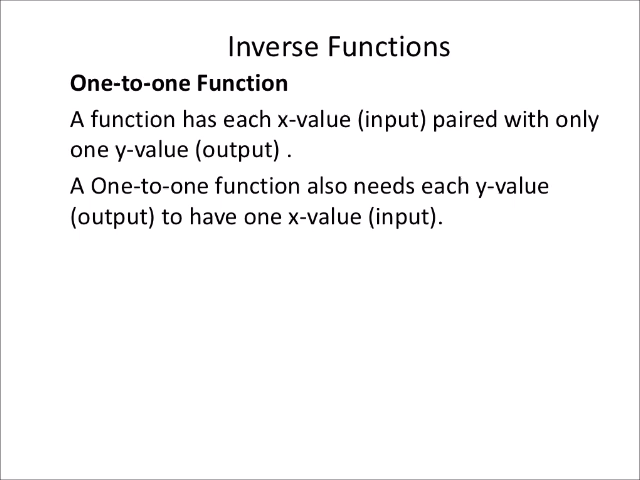 Inverse Functions
One-to-one Function
A function has each x-value (input) paired with only
one y-value (output) .
A One-to-one function also needs each y-value
(output) to have one x-value (input).